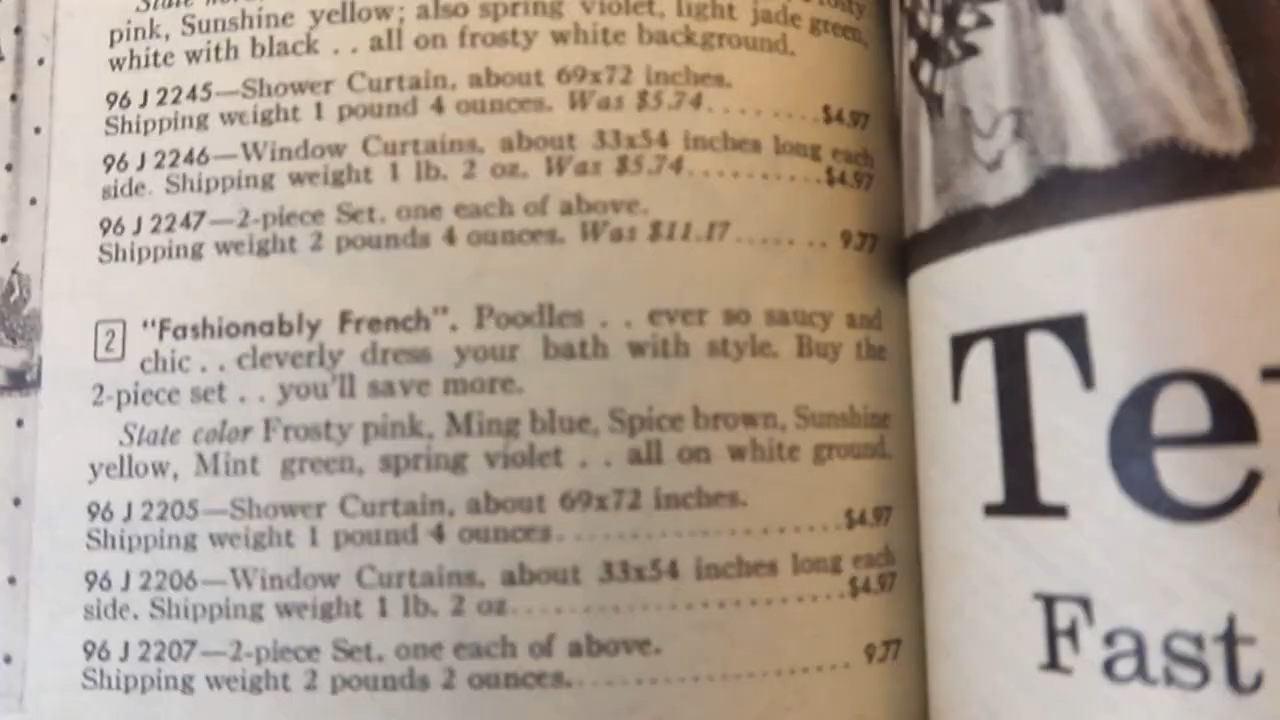 State
pink, Sunshine yellow; also spring violet, light jade green,
white with black . . all on frosty white background.
96 J 2245—Shower Curtain, about 69x72 inches.
Shipping weight 1 pound 4 ounces. Was $5.74........$4.97
96 J 2246—Window Curtains, about 33x54 inches long each
side. Shipping weight 1 lb. 2 oz. Was $5.74..........$4.97
96 J 2247—2-piece Set, one each of above.
Shipping weight 2 pounds 4 ounces. Was $11.17....... 9.77
2 "Fashionably French". Poodles . . ever so saucy and
chic . . cleverly dress your bath with style. Buy the
2-piece set . . you'll save more.
State color Frosty pink, Ming blue, Spice brown, Sunshine
yellow, Mint green, spring violet . . all on white ground.
96 J 2205—Shower Curtain, about 69x72 inches.
Shipping weight 1 pound 4 ounces....................$4.97
96 J 2206—Window Curtains, about 33x54 inches long each
side. Shipping weight 1 lb. 2 oz.......................$4.97
96 J 2207—2-piece Set, one each of above.
Shipping weight 2 pounds 2 ounces.................... 9.77
Te
Fast